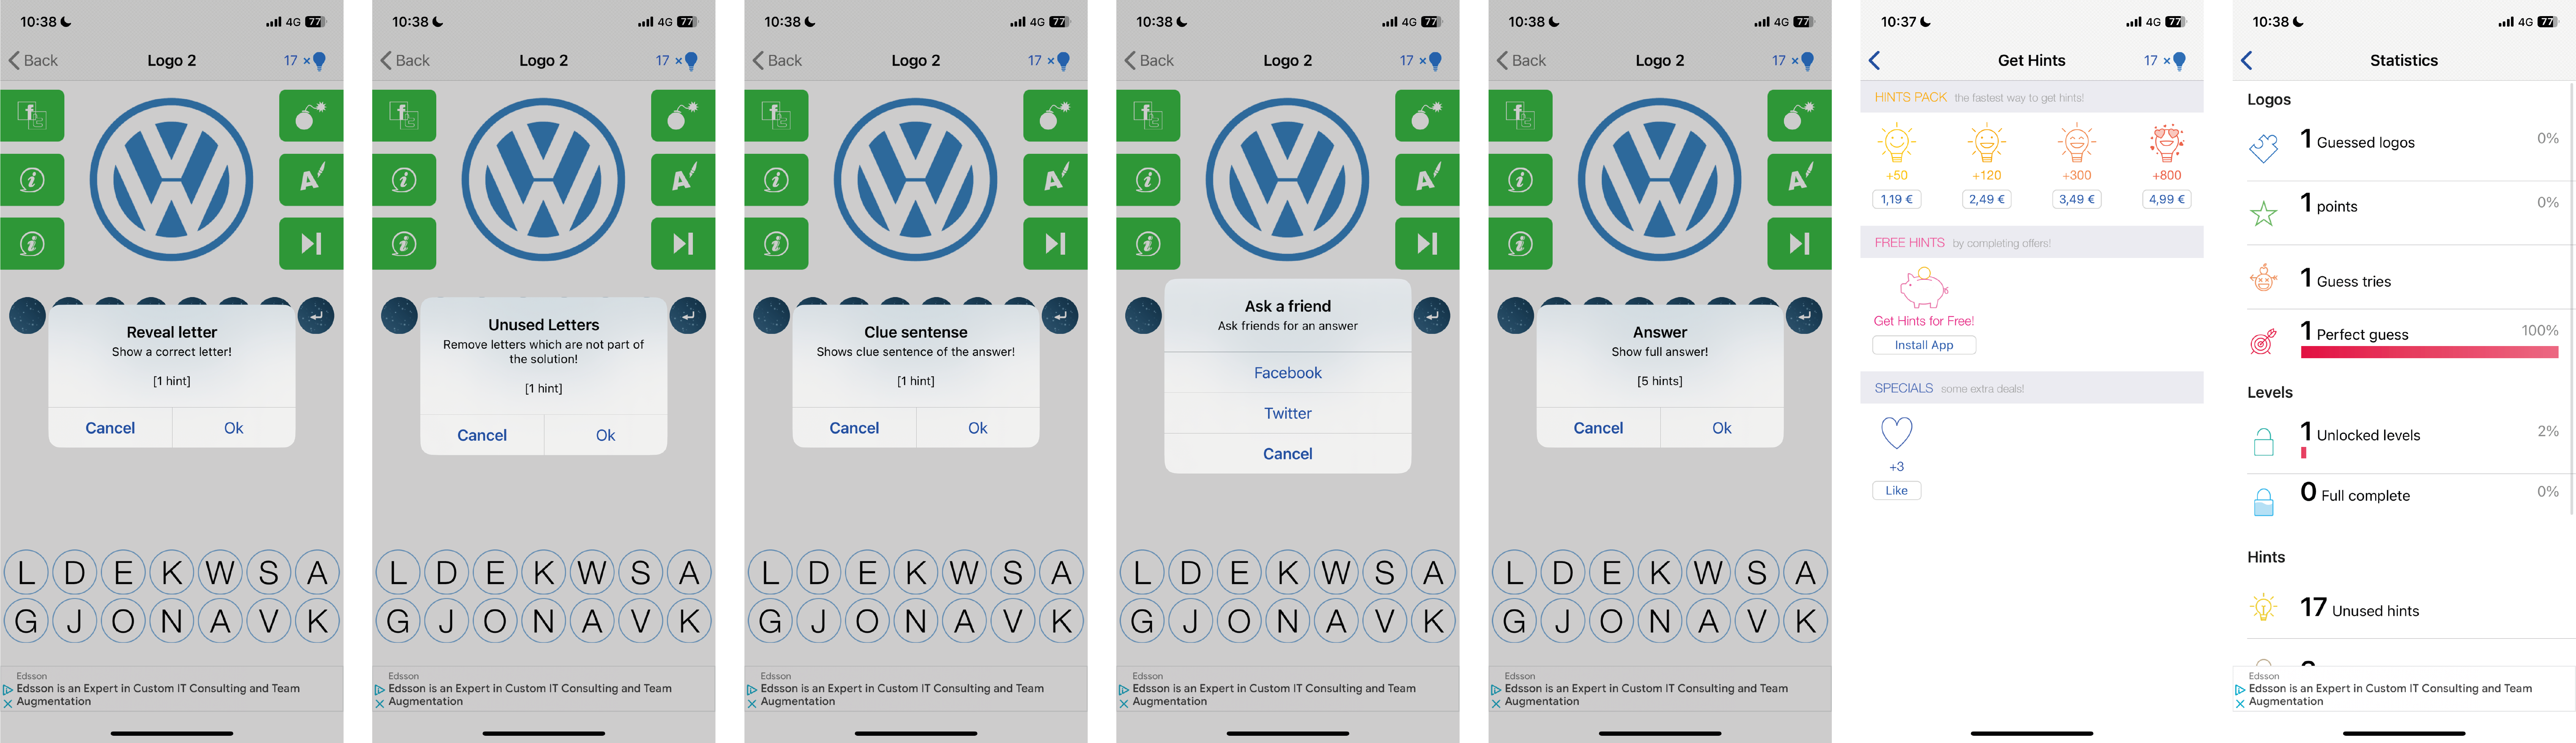 10:38
4G 77
Back
Logo 2
17 ×
f t
i
A
i
VW
Reveal letter
Show a correct letter!
[1 hint]
Cancel
Ok
L D E K W S A
G J O N A V K
Edsson
Edsson is an Expert in Custom IT Consulting and Team
Augmentation
10:38
4G 77
Back
Logo 2
17 ×
f t
i
A
i
VW
Unused Letters
Remove letters which are not part of
the solution!
[1 hint]
Cancel
Ok
L D E K W S A
G J O N A V K
Edsson
Edsson is an Expert in Custom IT Consulting and Team
Augmentation
10:38
4G 77
Back
Logo 2
17 ×
f t
i
A
i
VW
Clue sentense
Shows clue sentence of the answer!
[1 hint]
Cancel
Ok
L D E K W S A
G J O N A V K
Edsson
Edsson is an Expert in Custom IT Consulting and Team
Augmentation
10:38
4G 77
Back
Logo 2
17 ×
f t
i
A
i
VW
Ask a friend
Ask friends for an answer
Facebook
Twitter
Cancel
L D E K W S A
G J O N A V K
Edsson
Edsson is an Expert in Custom IT Consulting and Team
Augmentation
10:38
4G 77
Back
Logo 2
17 ×
f t
i
A
i
VW
Answer
Show full answer!
[5 hints]
Cancel
Ok
L D E K W S A
G J O N A V K
Edsson
Edsson is an Expert in Custom IT Consulting and Team
Augmentation
10:37
4G 77
Get Hints
17 ×
HINTS PACK the fastest way to get hints!
+50 +120 +300 +800
1,19 € 2,49 € 3,49 € 4,99 €
FREE HINTS by completing offers!
Get Hints for Free!
Install App
SPECIALS some extra deals!
+3
Like
10:38
4G 77
Statistics
Logos
1 Guessed logos 0%
1 points 0%
1 Guess tries
1 Perfect guess 100%
Levels
1 Unlocked levels 2%
0 Full complete 0%
Hints
17 Unused hints
Edsson
Edsson is an Expert in Custom IT Consulting and Team
Augmentation